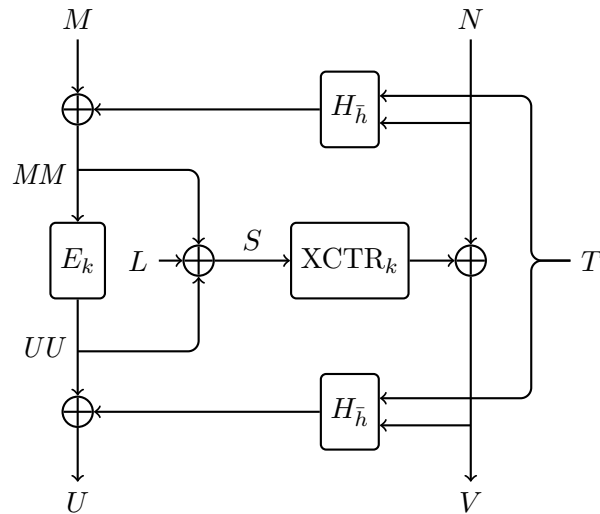 M N
H_h̄
MM
E_k L S XCTR_k T
UU
H_h̄
U V